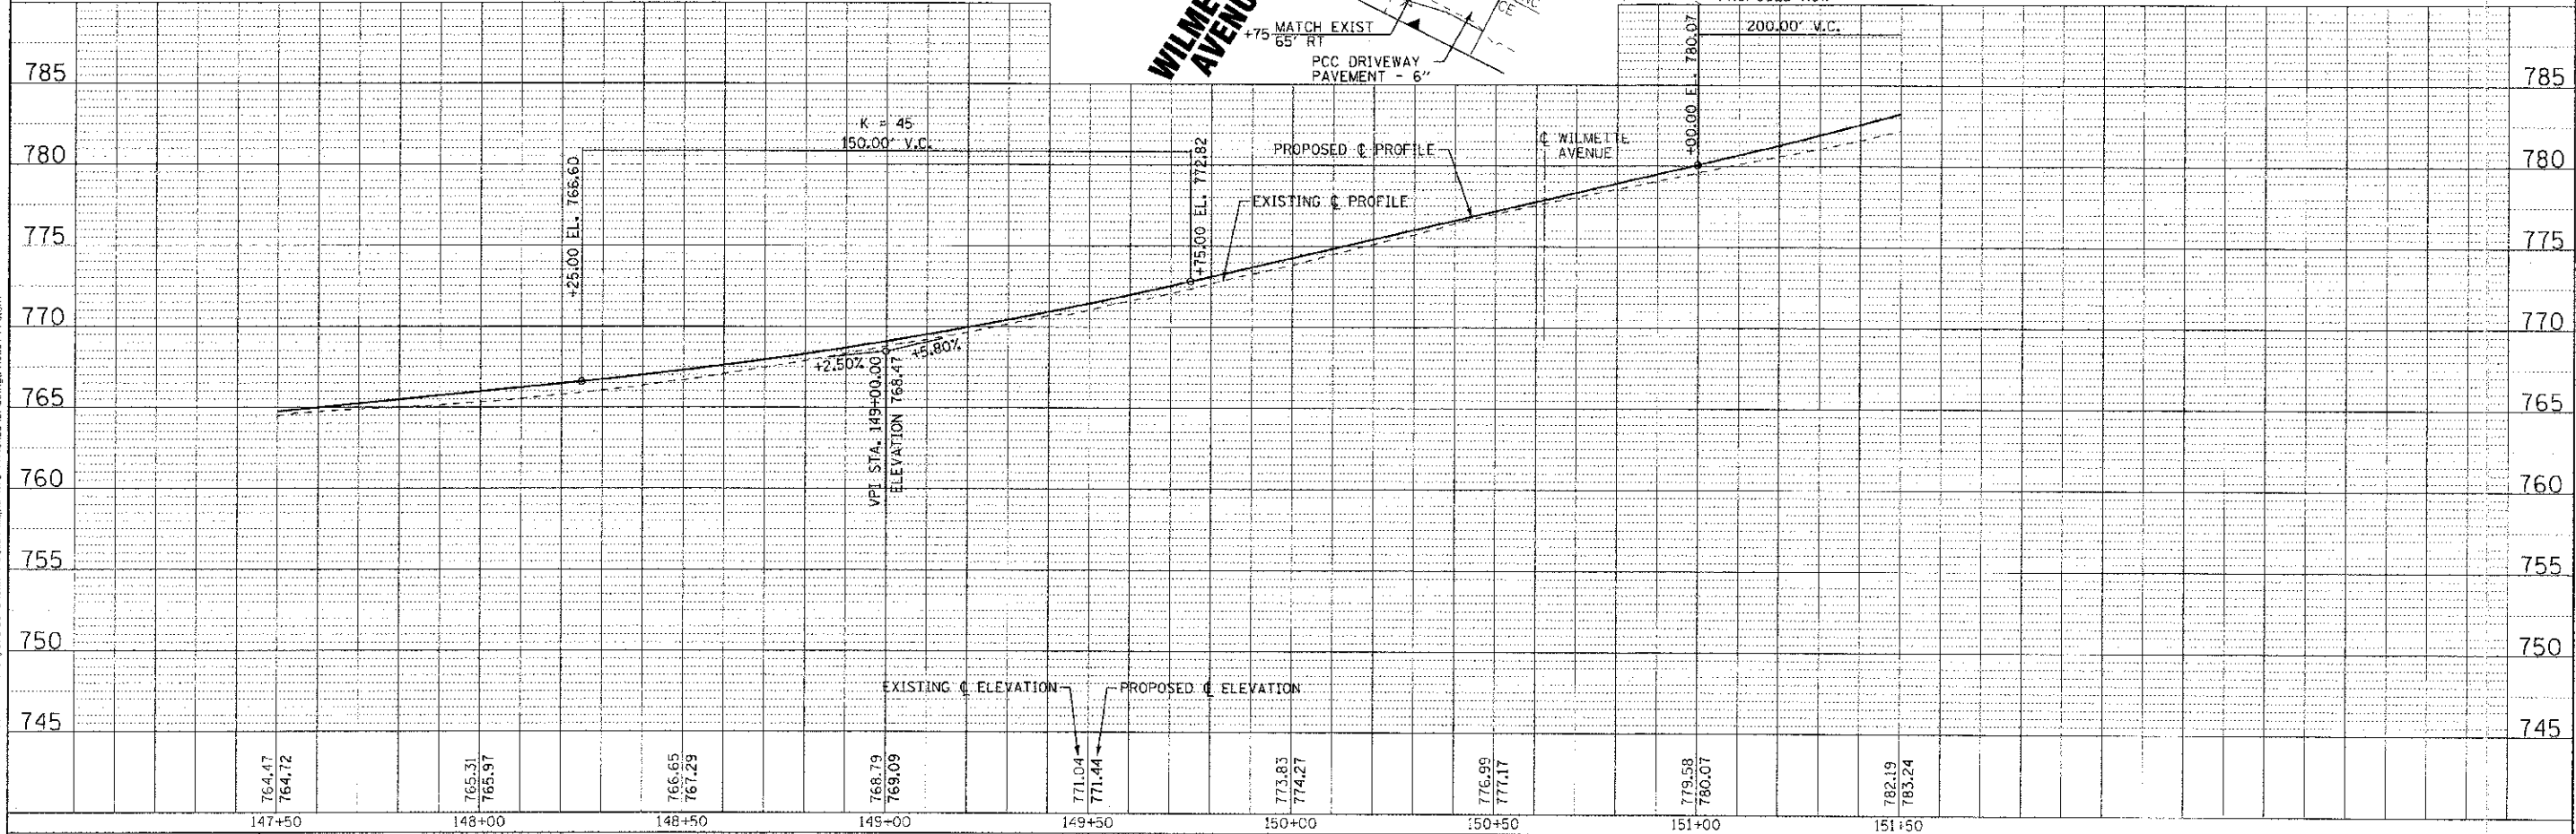 WILME
AVENU
+75 MATCH EXIST
65' RT
PCC DRIVEWAY
PAVEMENT - 6"
CE
200.00' V.C.
+00.00 EL. 780.07
K = 45
150.00' V.C.
+25.00 EL. 766.60
+75.00 EL. 772.82
PROPOSED ℄ PROFILE
EXISTING ℄ PROFILE
℄ WILMETTE
AVENUE
+2.50%
+5.80%
VPI STA. 149+00.00
ELEVATION 768.47
785
780
775
770
765
760
755
750
745
785
780
775
770
765
760
755
750
745
EXISTING ℄ ELEVATION
PROPOSED ℄ ELEVATION
764.47
764.72
765.31
765.97
766.65
767.29
768.79
769.09
771.04
771.44
773.83
774.27
776.99
777.17
779.58
780.07
782.19
783.24
147+50
148+00
148+50
149+00
149+50
150+00
150+50
151+00
151+50